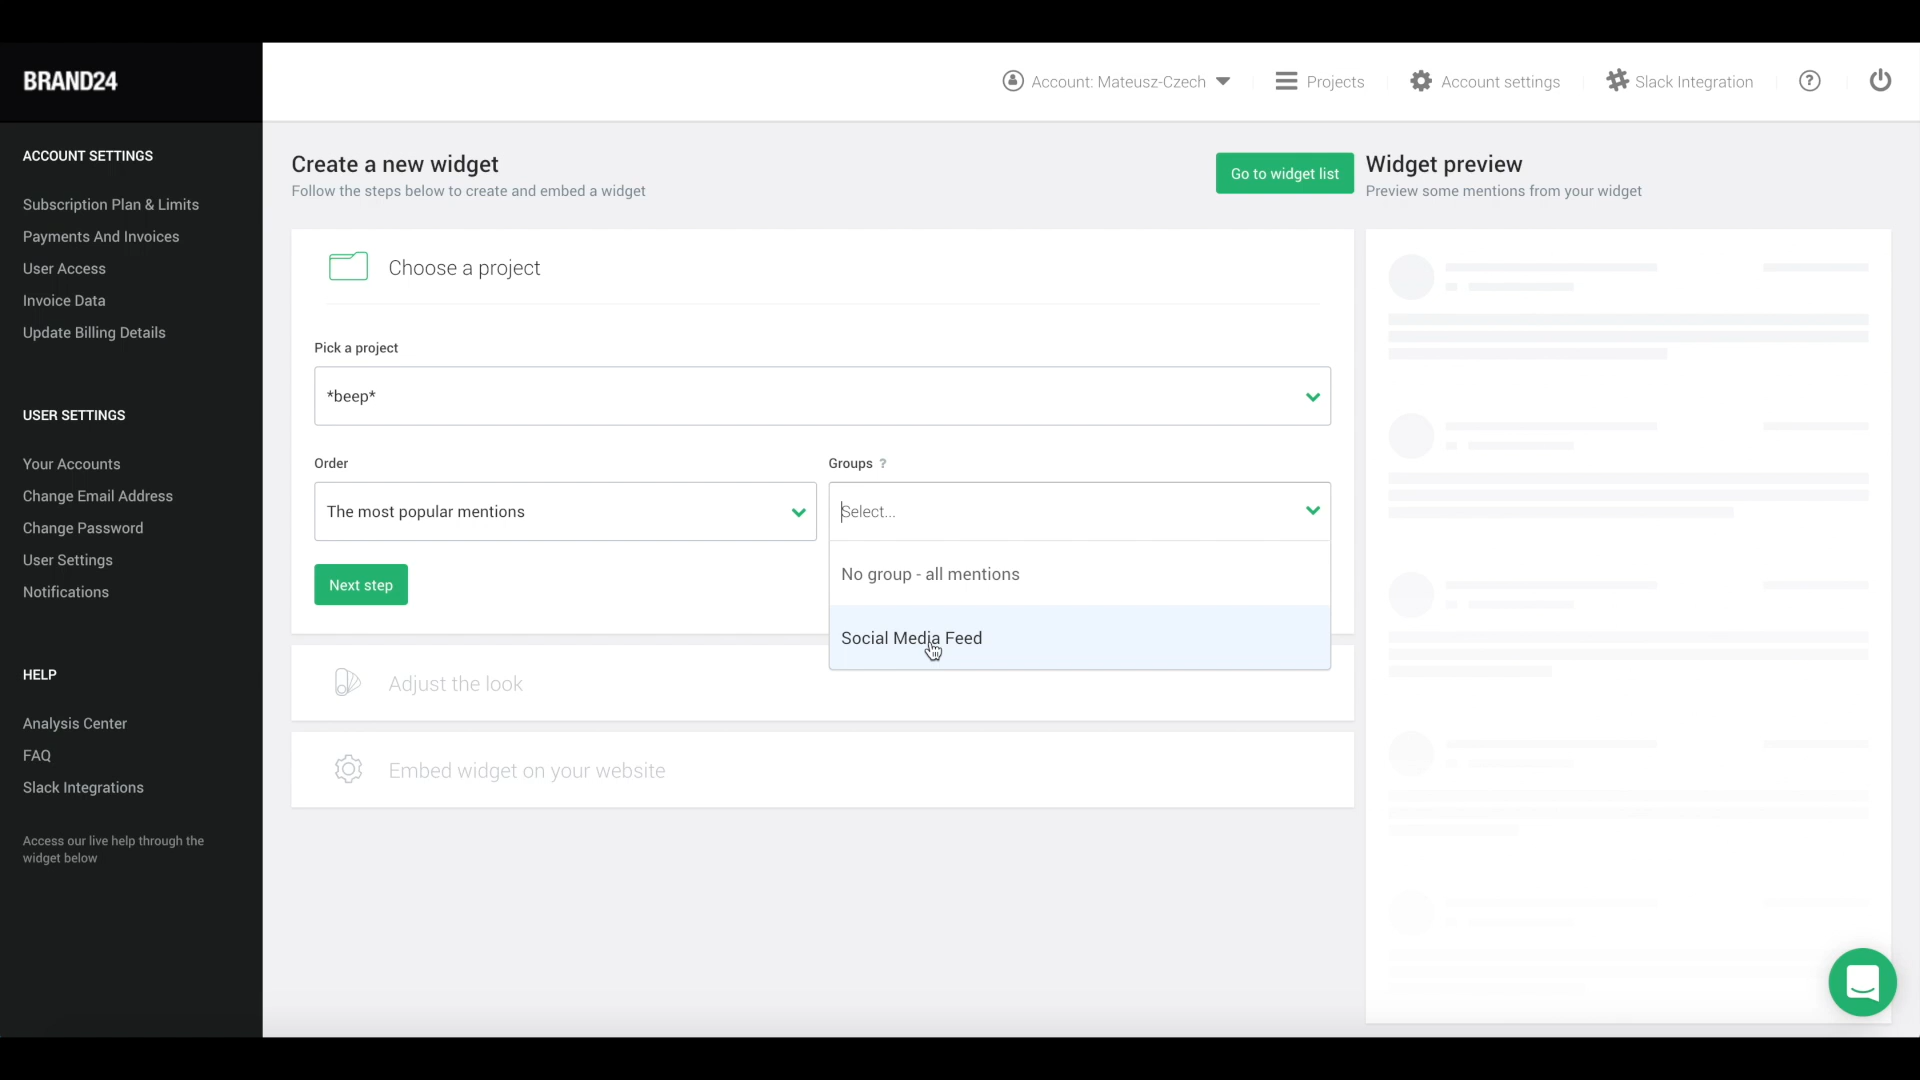 BRAND24
Account: Mateusz-Czech
Projects
Account settings
Slack Integration
?
ACCOUNT SETTINGS
Subscription Plan & Limits
Payments And Invoices
User Access
Invoice Data
Update Billing Details
USER SETTINGS
Your Accounts
Change Email Address
Change Password
User Settings
Notifications
HELP
Analysis Center
FAQ
Slack Integrations
Access our live help through the
widget below
Create a new widget
Follow the steps below to create and embed a widget
Go to widget list
Choose a project
Pick a project
*beep*
Order
The most popular mentions
Groups ?
Select...
No group - all mentions
Social Media Feed
Next step
Adjust the look
Embed widget on your website
Widget preview
Preview some mentions from your widget